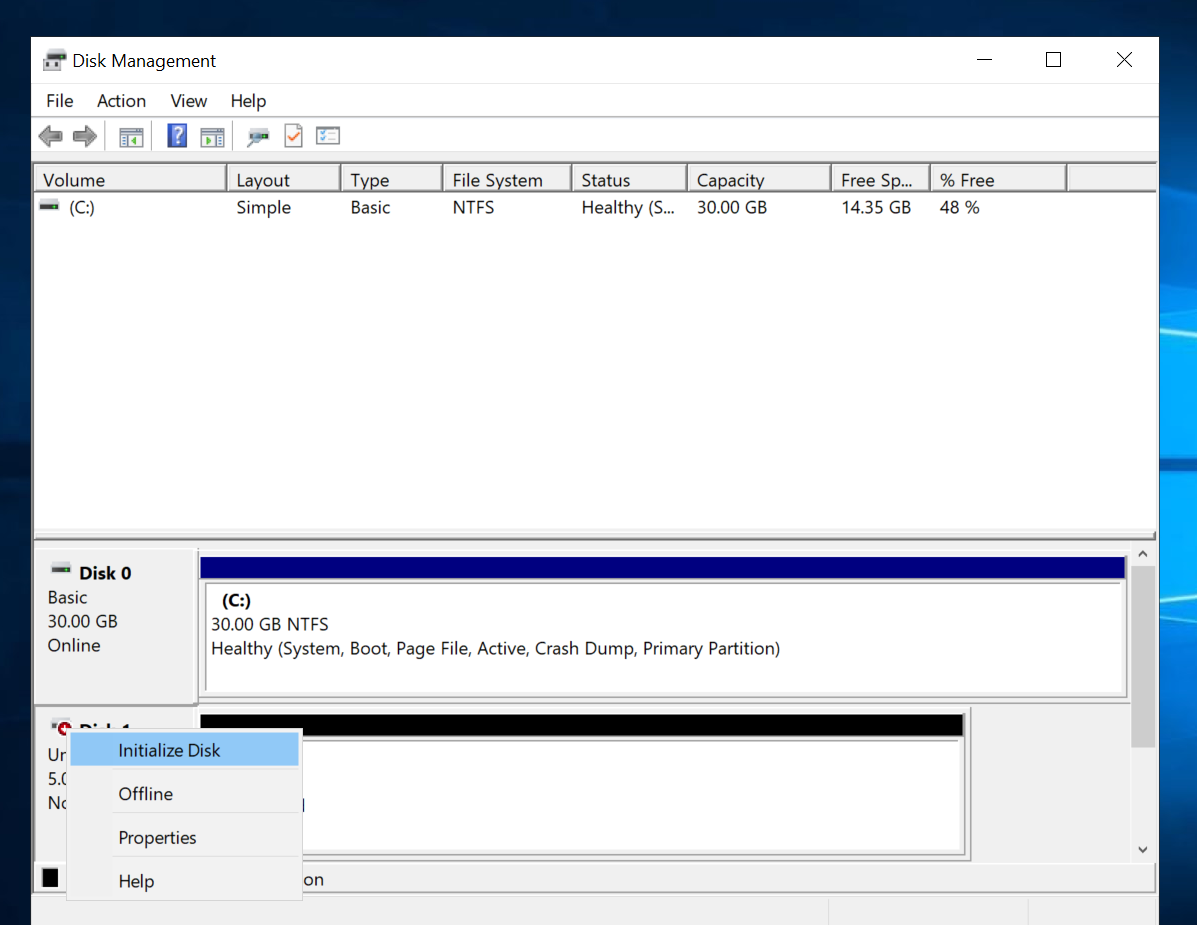 Disk Management
File Action View Help
Volume Layout Type File System Status Capacity Free Sp... % Free
(C:) Simple Basic NTFS Healthy (S... 30.00 GB 14.35 GB 48 %
Disk 0
Basic
30.00 GB
Online
(C:)
30.00 GB NTFS
Healthy (System, Boot, Page File, Active, Crash Dump, Primary Partition)
Initialize Disk
Offline
Properties
Help